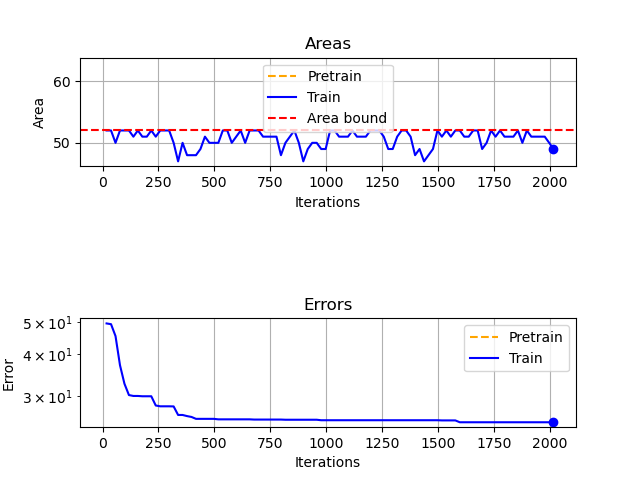 Areas
Pretrain
Train
Area bound
60
50
Area
0 250 500 750 1000 1250 1500 1750 2000
Iterations
Errors
Pretrain
Train
5 × 10¹
4 × 10¹
3 × 10¹
Error
0 250 500 750 1000 1250 1500 1750 2000
Iterations